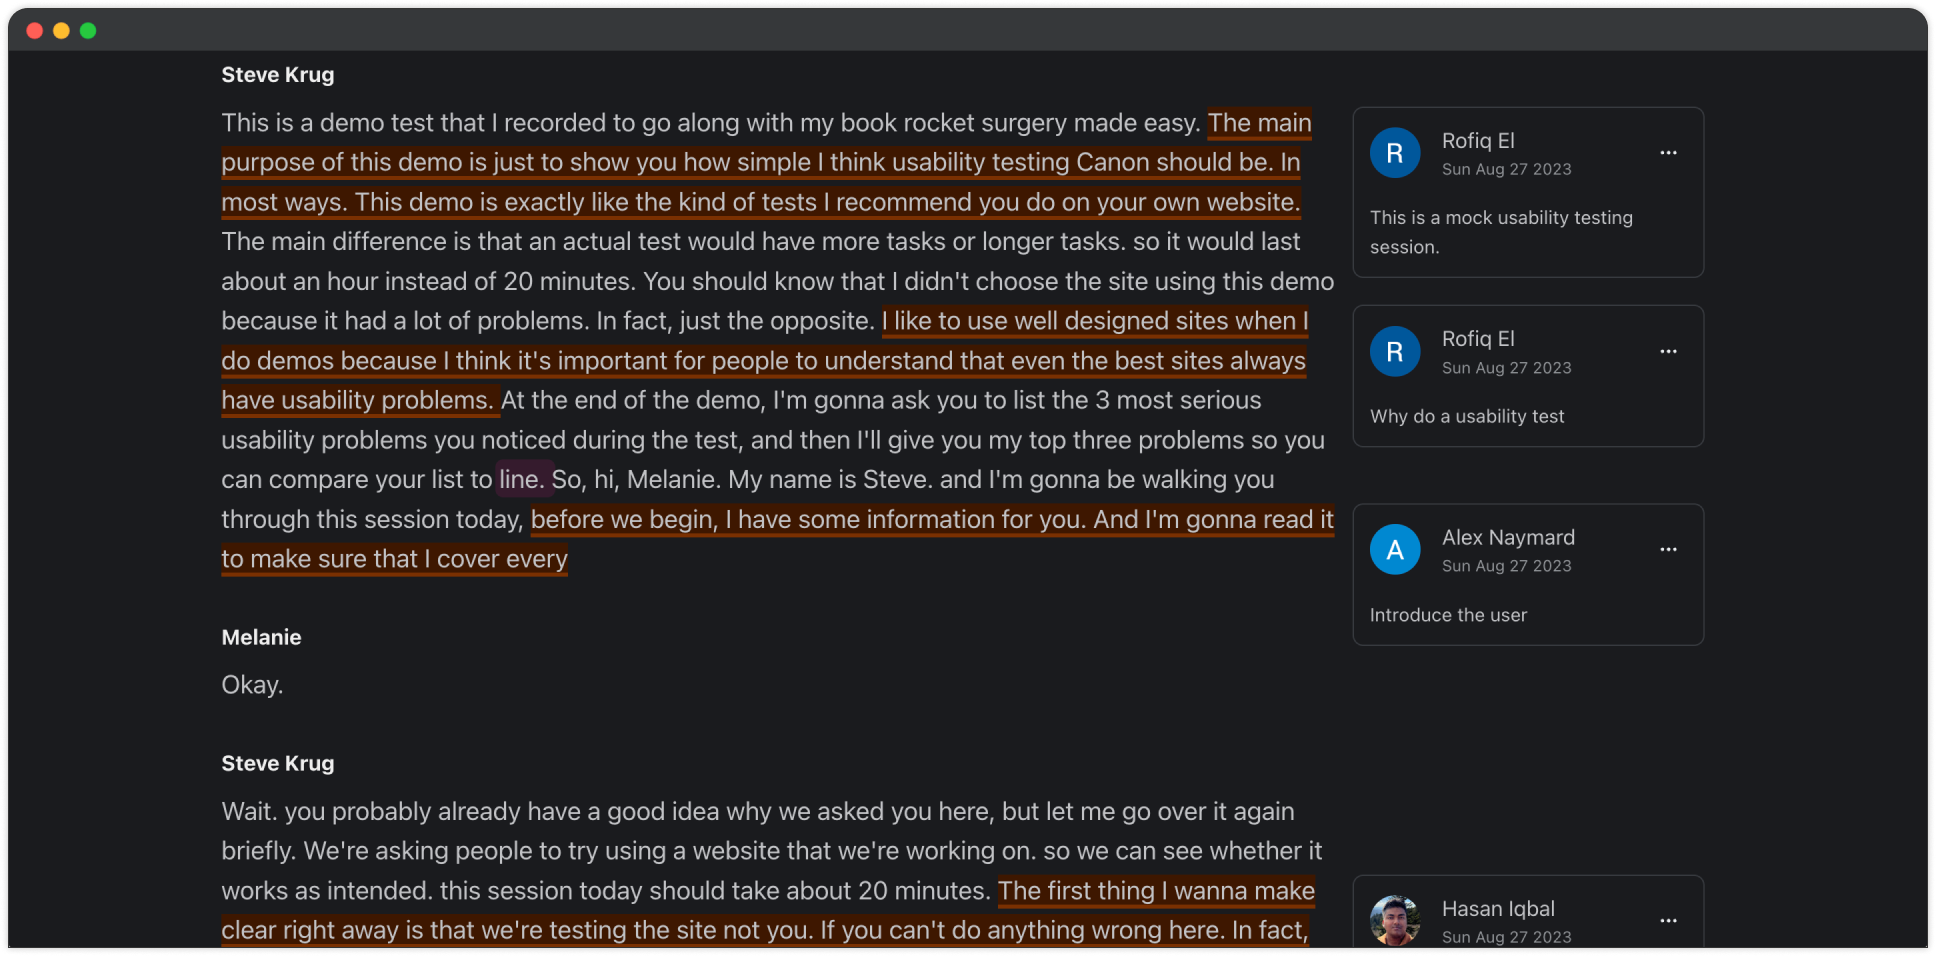 Steve Krug
This is a demo test that I recorded to go along with my book rocket surgery made easy. The main
purpose of this demo is just to show you how simple I think usability testing Canon should be. In
most ways. This demo is exactly like the kind of tests I recommend you do on your own website.
The main difference is that an actual test would have more tasks or longer tasks. so it would last
about an hour instead of 20 minutes. You should know that I didn't choose the site using this demo
because it had a lot of problems. In fact, just the opposite. I like to use well designed sites when I
do demos because I think it's important for people to understand that even the best sites always
have usability problems. At the end of the demo, I'm gonna ask you to list the 3 most serious
usability problems you noticed during the test, and then I'll give you my top three problems so you
can compare your list to line. So, hi, Melanie. My name is Steve. and I'm gonna be walking you
through this session today, before we begin, I have some information for you. And I'm gonna read it
to make sure that I cover every
Melanie
Okay.
Steve Krug
Wait. you probably already have a good idea why we asked you here, but let me go over it again
briefly. We're asking people to try using a website that we're working on. so we can see whether it
works as intended. this session today should take about 20 minutes. The first thing I wanna make
clear right away is that we're testing the site not you. If you can't do anything wrong here. In fact,
R
Rofiq El
Sun Aug 27 2023
This is a mock usability testing
session.
R
Rofiq El
Sun Aug 27 2023
Why do a usability test
A
Alex Naymard
Sun Aug 27 2023
Introduce the user
Hasan Iqbal
Sun Aug 27 2023